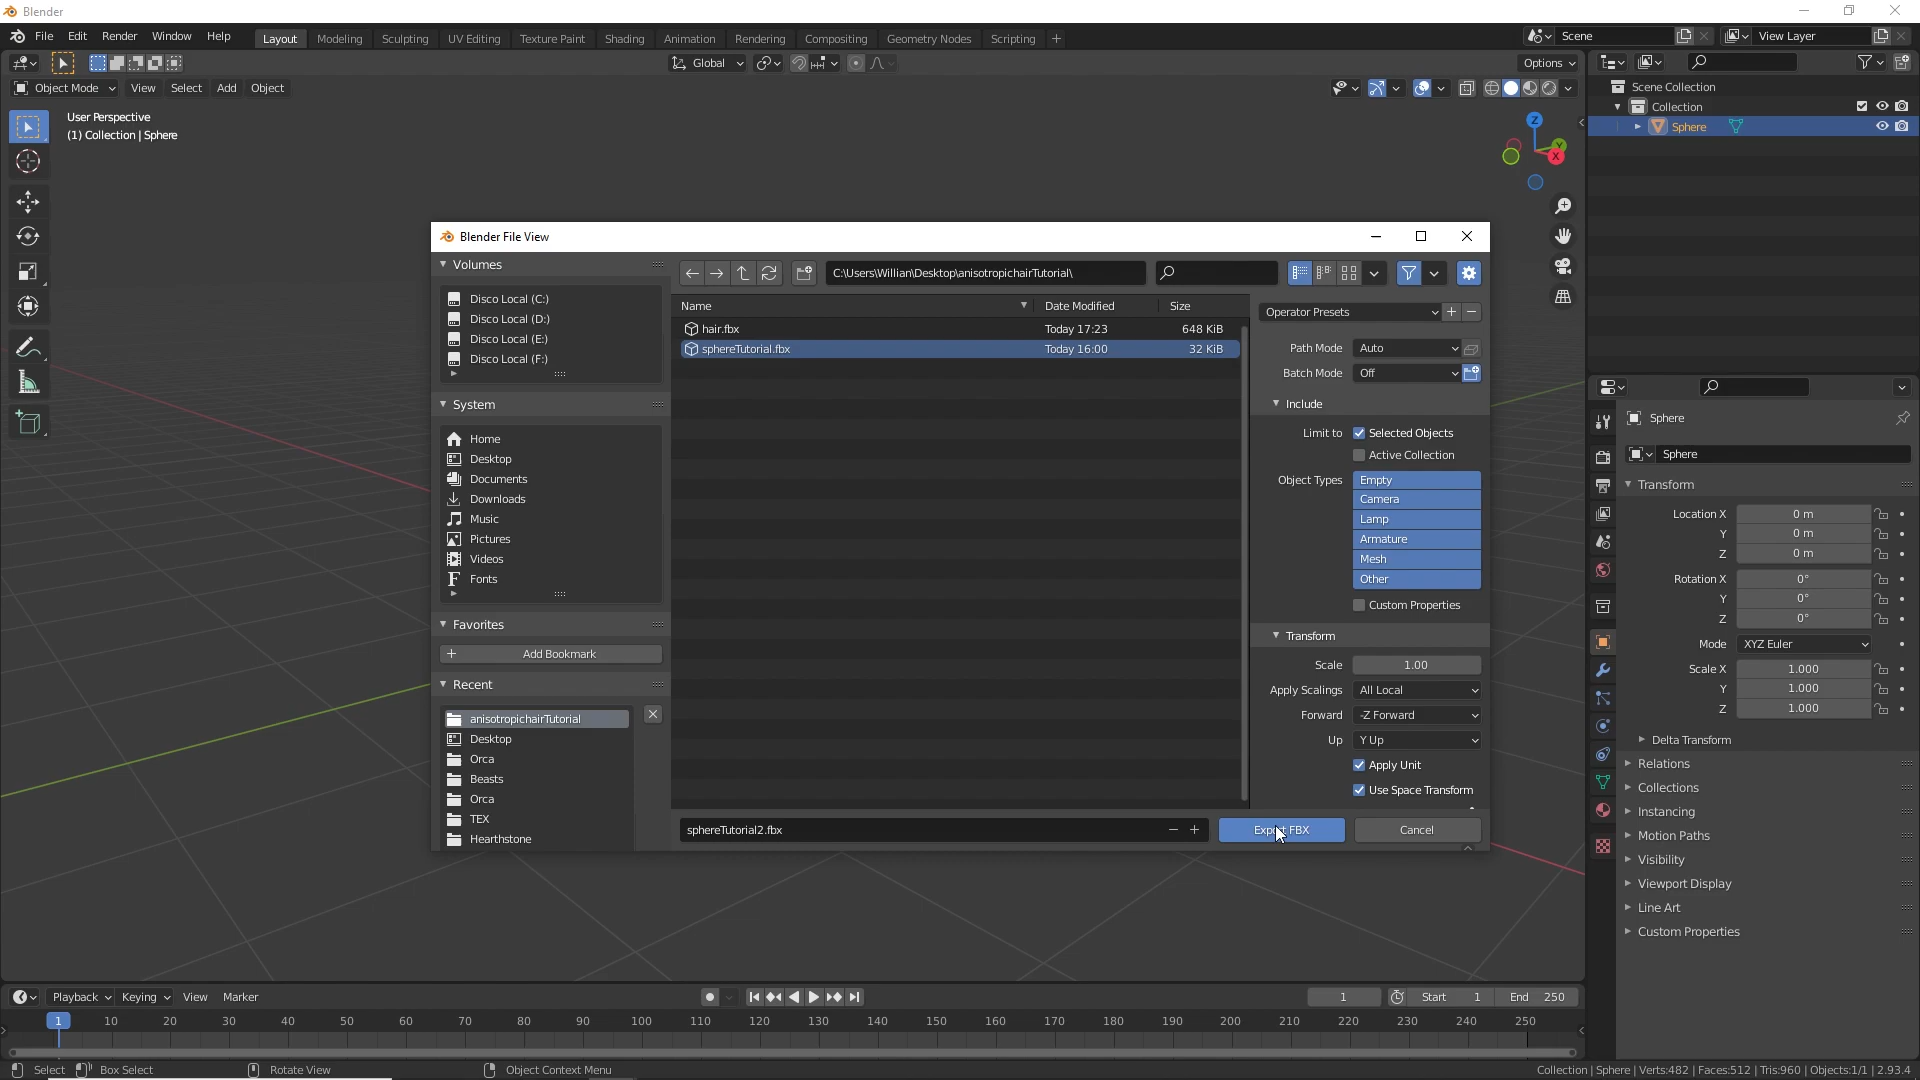 Blender
File Edit Render Window Help Layout Modeling Sculpting UV Editing Texture Paint Shading Animation Rendering Compositing Geometry Nodes Scripting + Scene View Layer
Global Options
Object Mode View Select Add Object
User Perspective
(1) Collection | Sphere
Z
Y
X
Scene Collection
Collection
Sphere
Blender File View
Volumes
Disco Local (C:)
Disco Local (D:)
Disco Local (E:)
Disco Local (F:)
System
Home
Desktop
Documents
Downloads
Music
Pictures
Videos
Fonts
Favorites
Add Bookmark
Recent
anisotropichairTutorial
Desktop
Orca
Beasts
Orca
TEX
Hearthstone
C:\Users\Willian\Desktop\anisotropichairTutorial\
Name Date Modified Size
hair.fbx Today 17:23 648 KiB
sphereTutorial.fbx Today 16:00 32 KiB
Operator Presets
Path Mode Auto
Batch Mode Off
Include
Limit to Selected Objects
Active Collection
Object Types Empty
Camera
Lamp
Armature
Mesh
Other
Custom Properties
Transform
Scale 1.00
Apply Scalings All Local
Forward -Z Forward
Up Y Up
Apply Unit
Use Space Transform
sphereTutorial2.fbx Export FBX Cancel
Sphere
Sphere
Transform
Location X 0 m
Y 0 m
Z 0 m
Rotation X 0°
Y 0°
Z 0°
Mode XYZ Euler
Scale X 1.000
Y 1.000
Z 1.000
Delta Transform
Relations
Collections
Instancing
Motion Paths
Visibility
Viewport Display
Line Art
Custom Properties
Playback Keying View Marker 1 Start 1 End 250
1 10 20 30 40 50 60 70 80 90 100 110 120 130 140 150 160 170 180 190 200 210 220 230 240 250
Select Box Select Rotate View Object Context Menu Collection | Sphere | Verts:482 | Faces:512 | Tris:960 | Objects:1/1 | 2.93.4